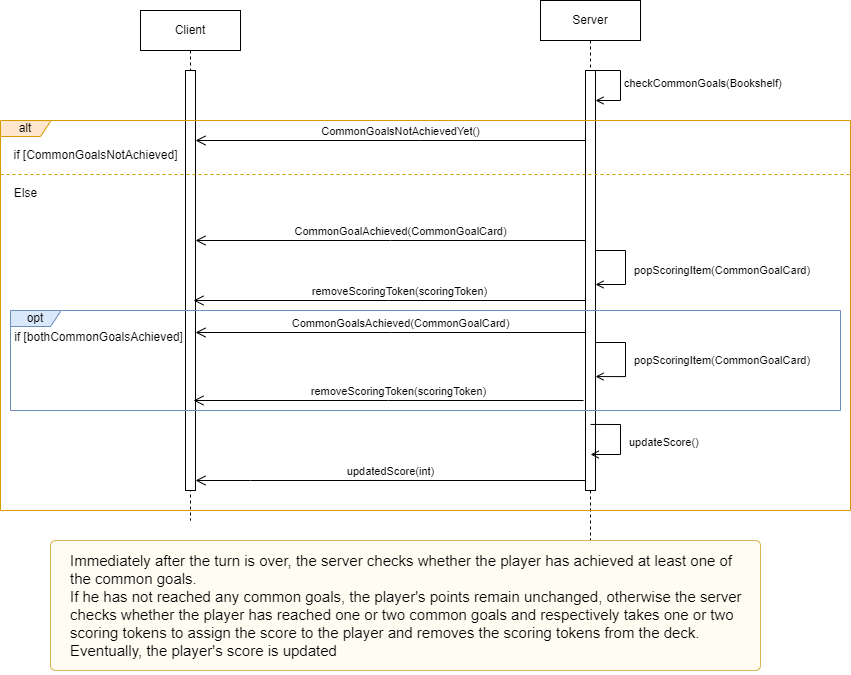 Client
Server
checkCommonGoals(Bookshelf)
alt
CommonGoalsNotAchievedYet()
if [CommonGoalsNotAchieved]
Else
CommonGoalAchieved(CommonGoalCard)
popScoringItem(CommonGoalCard)
removeScoringToken(scoringToken)
opt
CommonGoalsAchieved(CommonGoalCard)
if [bothCommonGoalsAchieved]
popScoringItem(CommonGoalCard)
removeScoringToken(scoringToken)
updateScore()
updatedScore(int)
Immediately after the turn is over, the server checks whether the player has achieved at least one of
the common goals.
If he has not reached any common goals, the player's points remain unchanged, otherwise the server
checks whether the player has reached one or two common goals and respectively takes one or two
scoring tokens to assign the score to the player and removes the scoring tokens from the deck.
Eventually, the player's score is updated